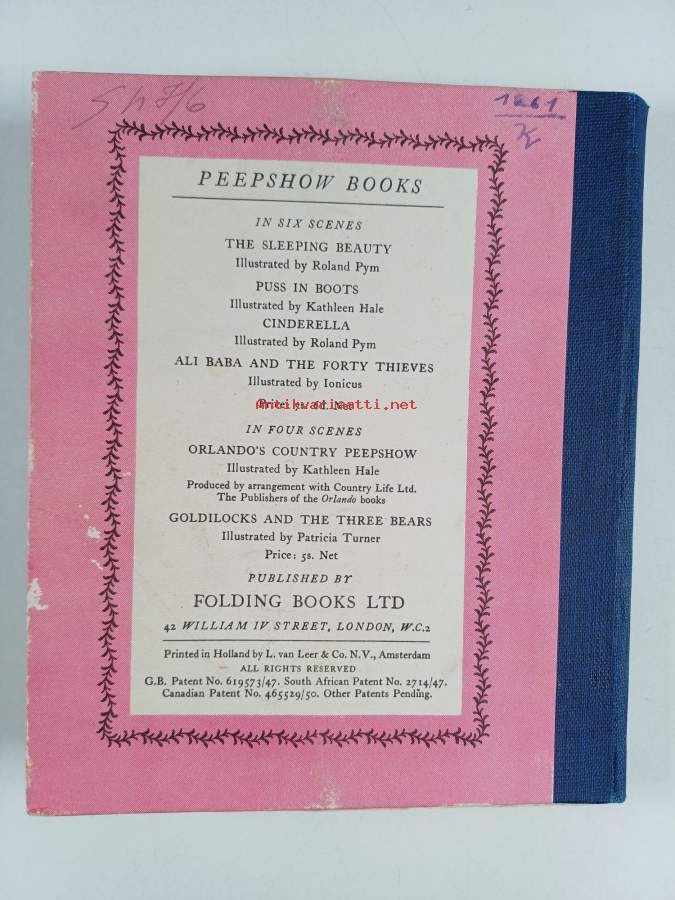 Sh 7/6
1961
PEEPSHOW BOOKS
IN SIX SCENES
THE SLEEPING BEAUTY
Illustrated by Roland Pym
PUSS IN BOOTS
Illustrated by Kathleen Hale
CINDERELLA
Illustrated by Roland Pym
ALI BABA AND THE FORTY THIEVES
Illustrated by Ionicus
Antikvariaatti.net
Net
IN FOUR SCENES
ORLANDO'S COUNTRY PEEPSHOW
Illustrated by Kathleen Hale
Produced by arrangement with Country Life Ltd.
The Publishers of the Orlando books
GOLDILOCKS AND THE THREE BEARS
Illustrated by Patricia Turner
Price: 5s. Net
PUBLISHED BY
FOLDING BOOKS LTD
42 WILLIAM IV STREET, LONDON, W.C.2
Printed in Holland by L. van Leer & Co. N.V., Amsterdam
ALL RIGHTS RESERVED
G.B. Patent No. 619573/47. South African Patent No. 2714/47.
Canadian Patent No. 465529/50. Other Patents Pending.